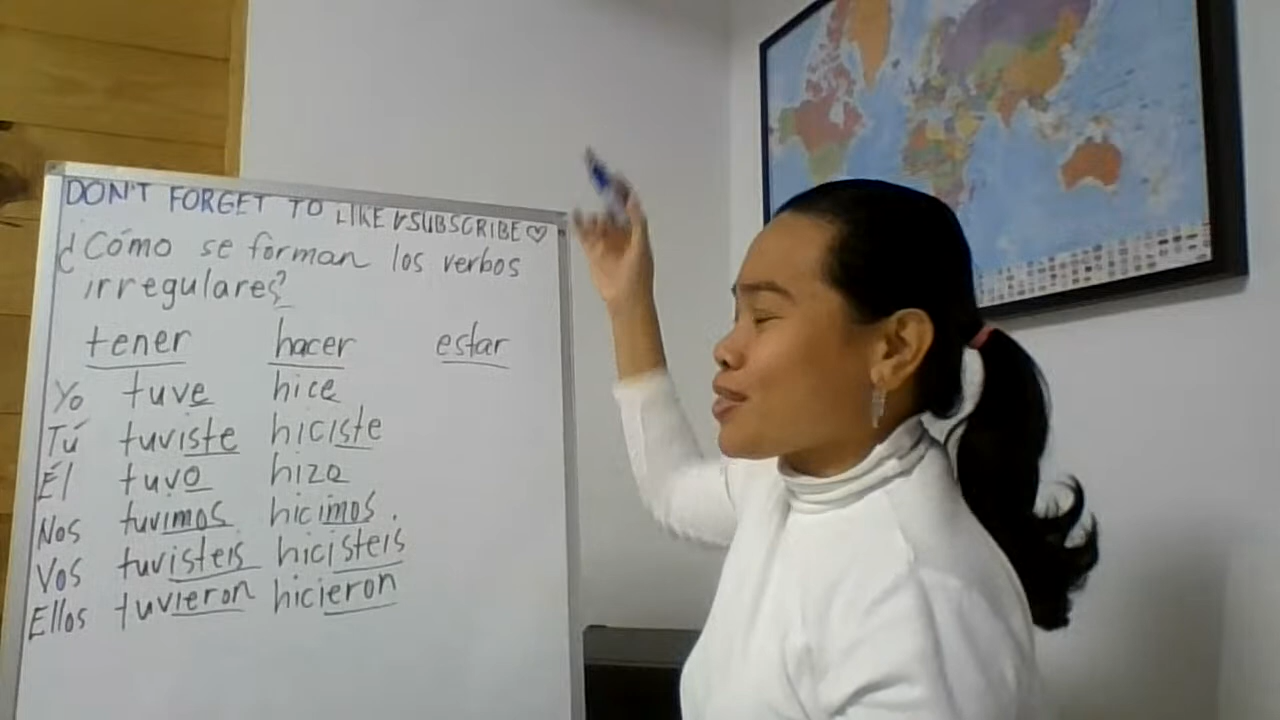 DON'T FORGET TO LIKE & SUBSCRIBE ♡
¿Cómo se forman los verbos
irregulares?
tener hacer estar
Yo tuve hice
Tú tuviste hiciste
Él tuvo hizo
Nos tuvimos hicimos.
Vos tuvisteis hicisteis
Ellos tuvieron hicieron